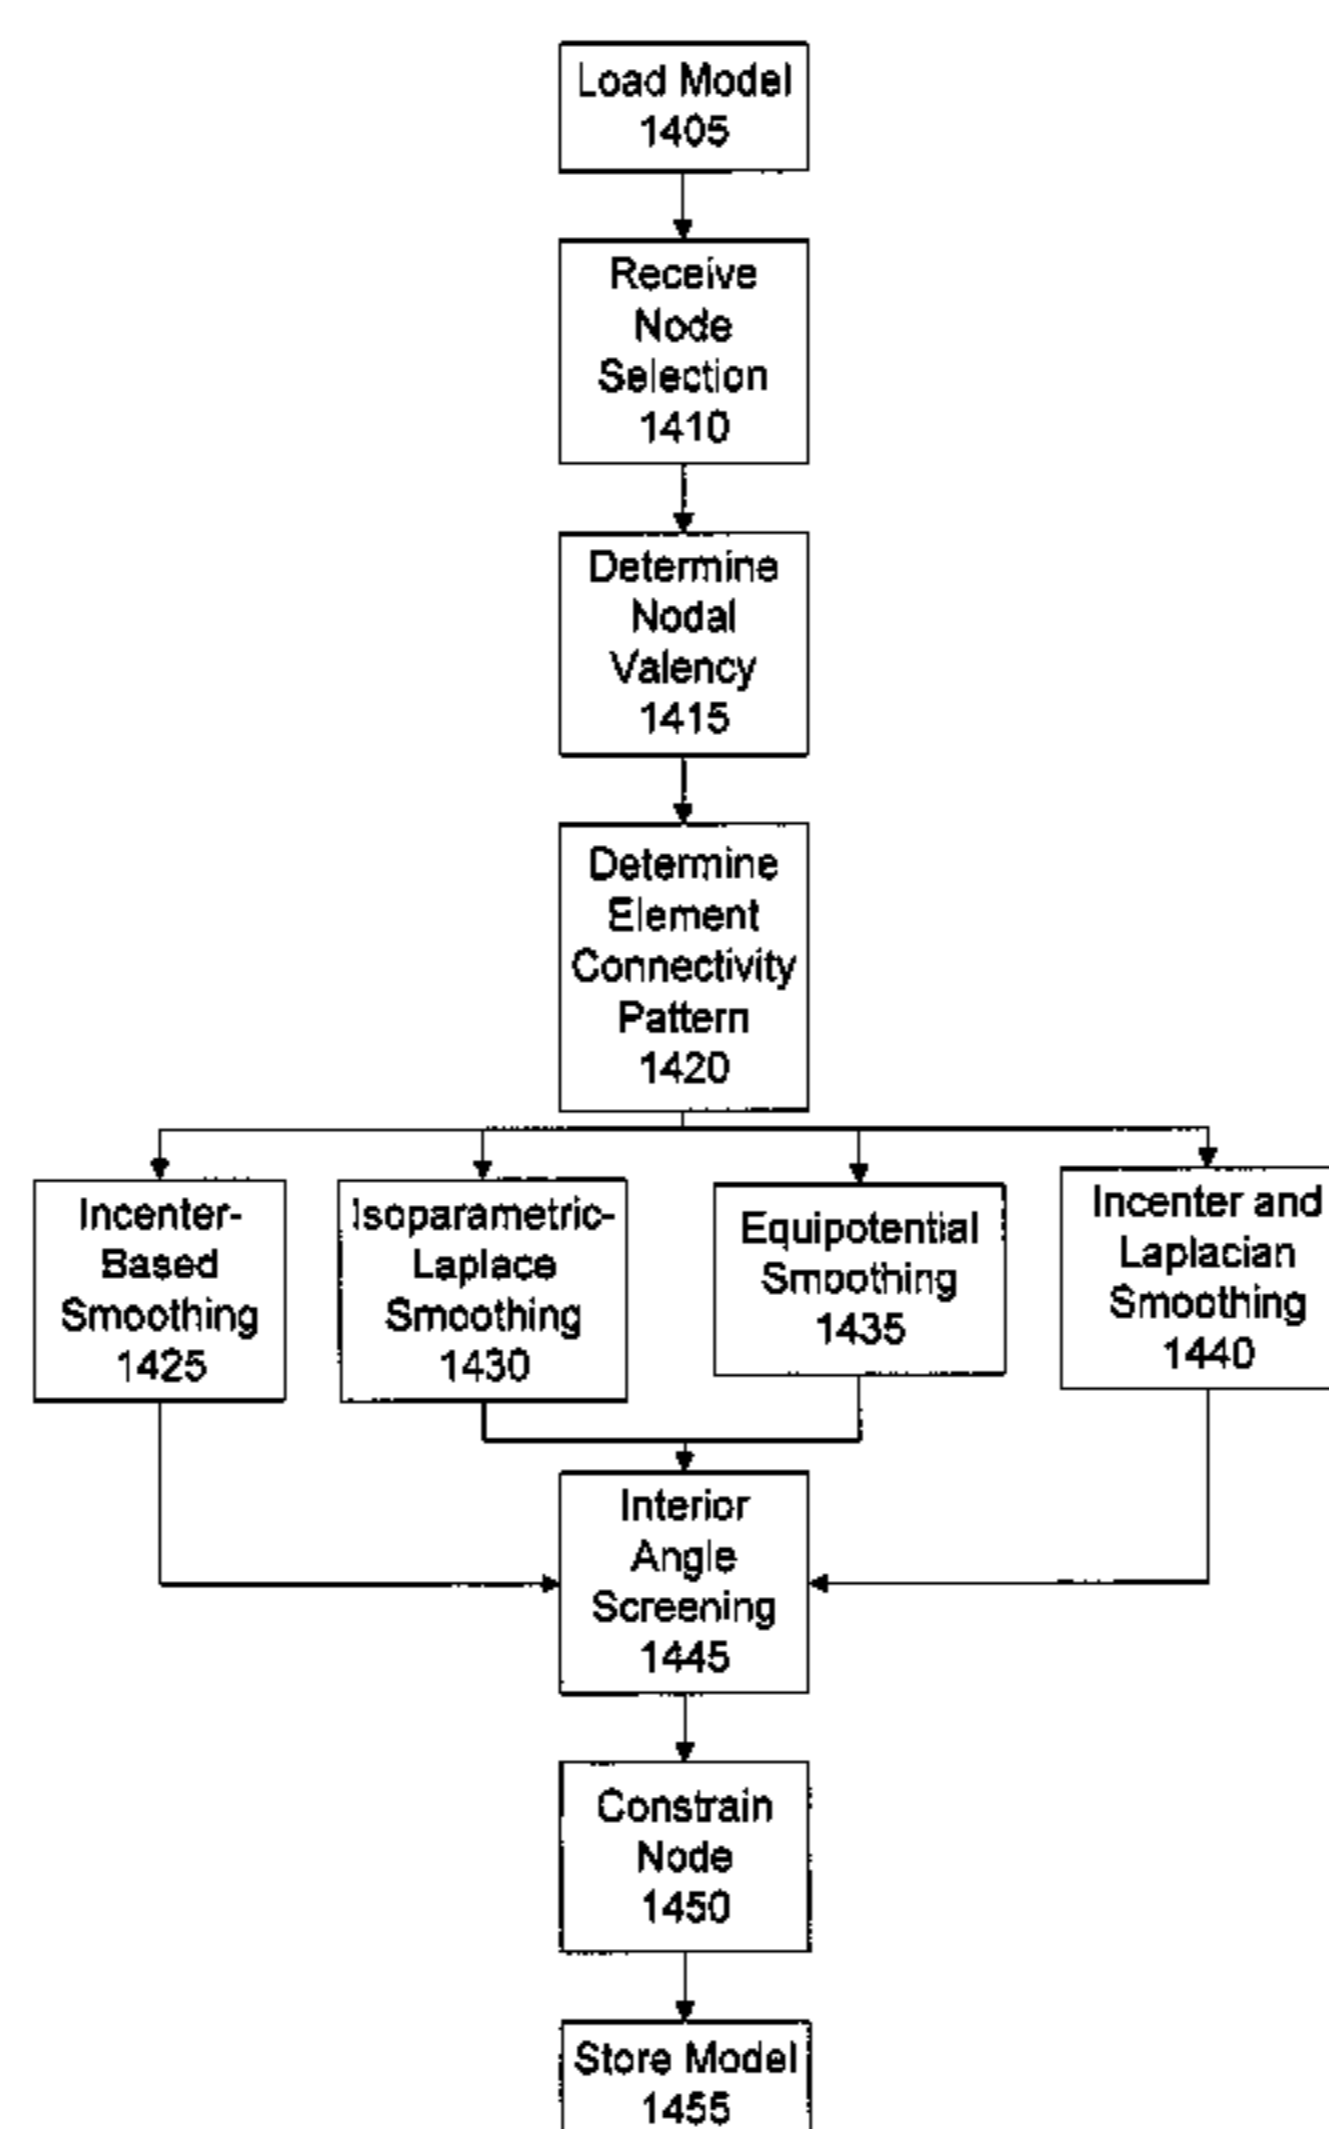 Load Model
1405
Receive
Node
Selection
1410
Determine
Nodal
Valency
1415
Determine
Element
Connectivity
Pattern
1420
Incenter-
Based
Smoothing
1425
Isoparametric-
Laplace
Smoothing
1430
Equipotential
Smoothing
1435
Incenter and
Laplacian
Smoothing
1440
Interior
Angle
Screening
1445
Constrain
Node
1450
Store Model
1455